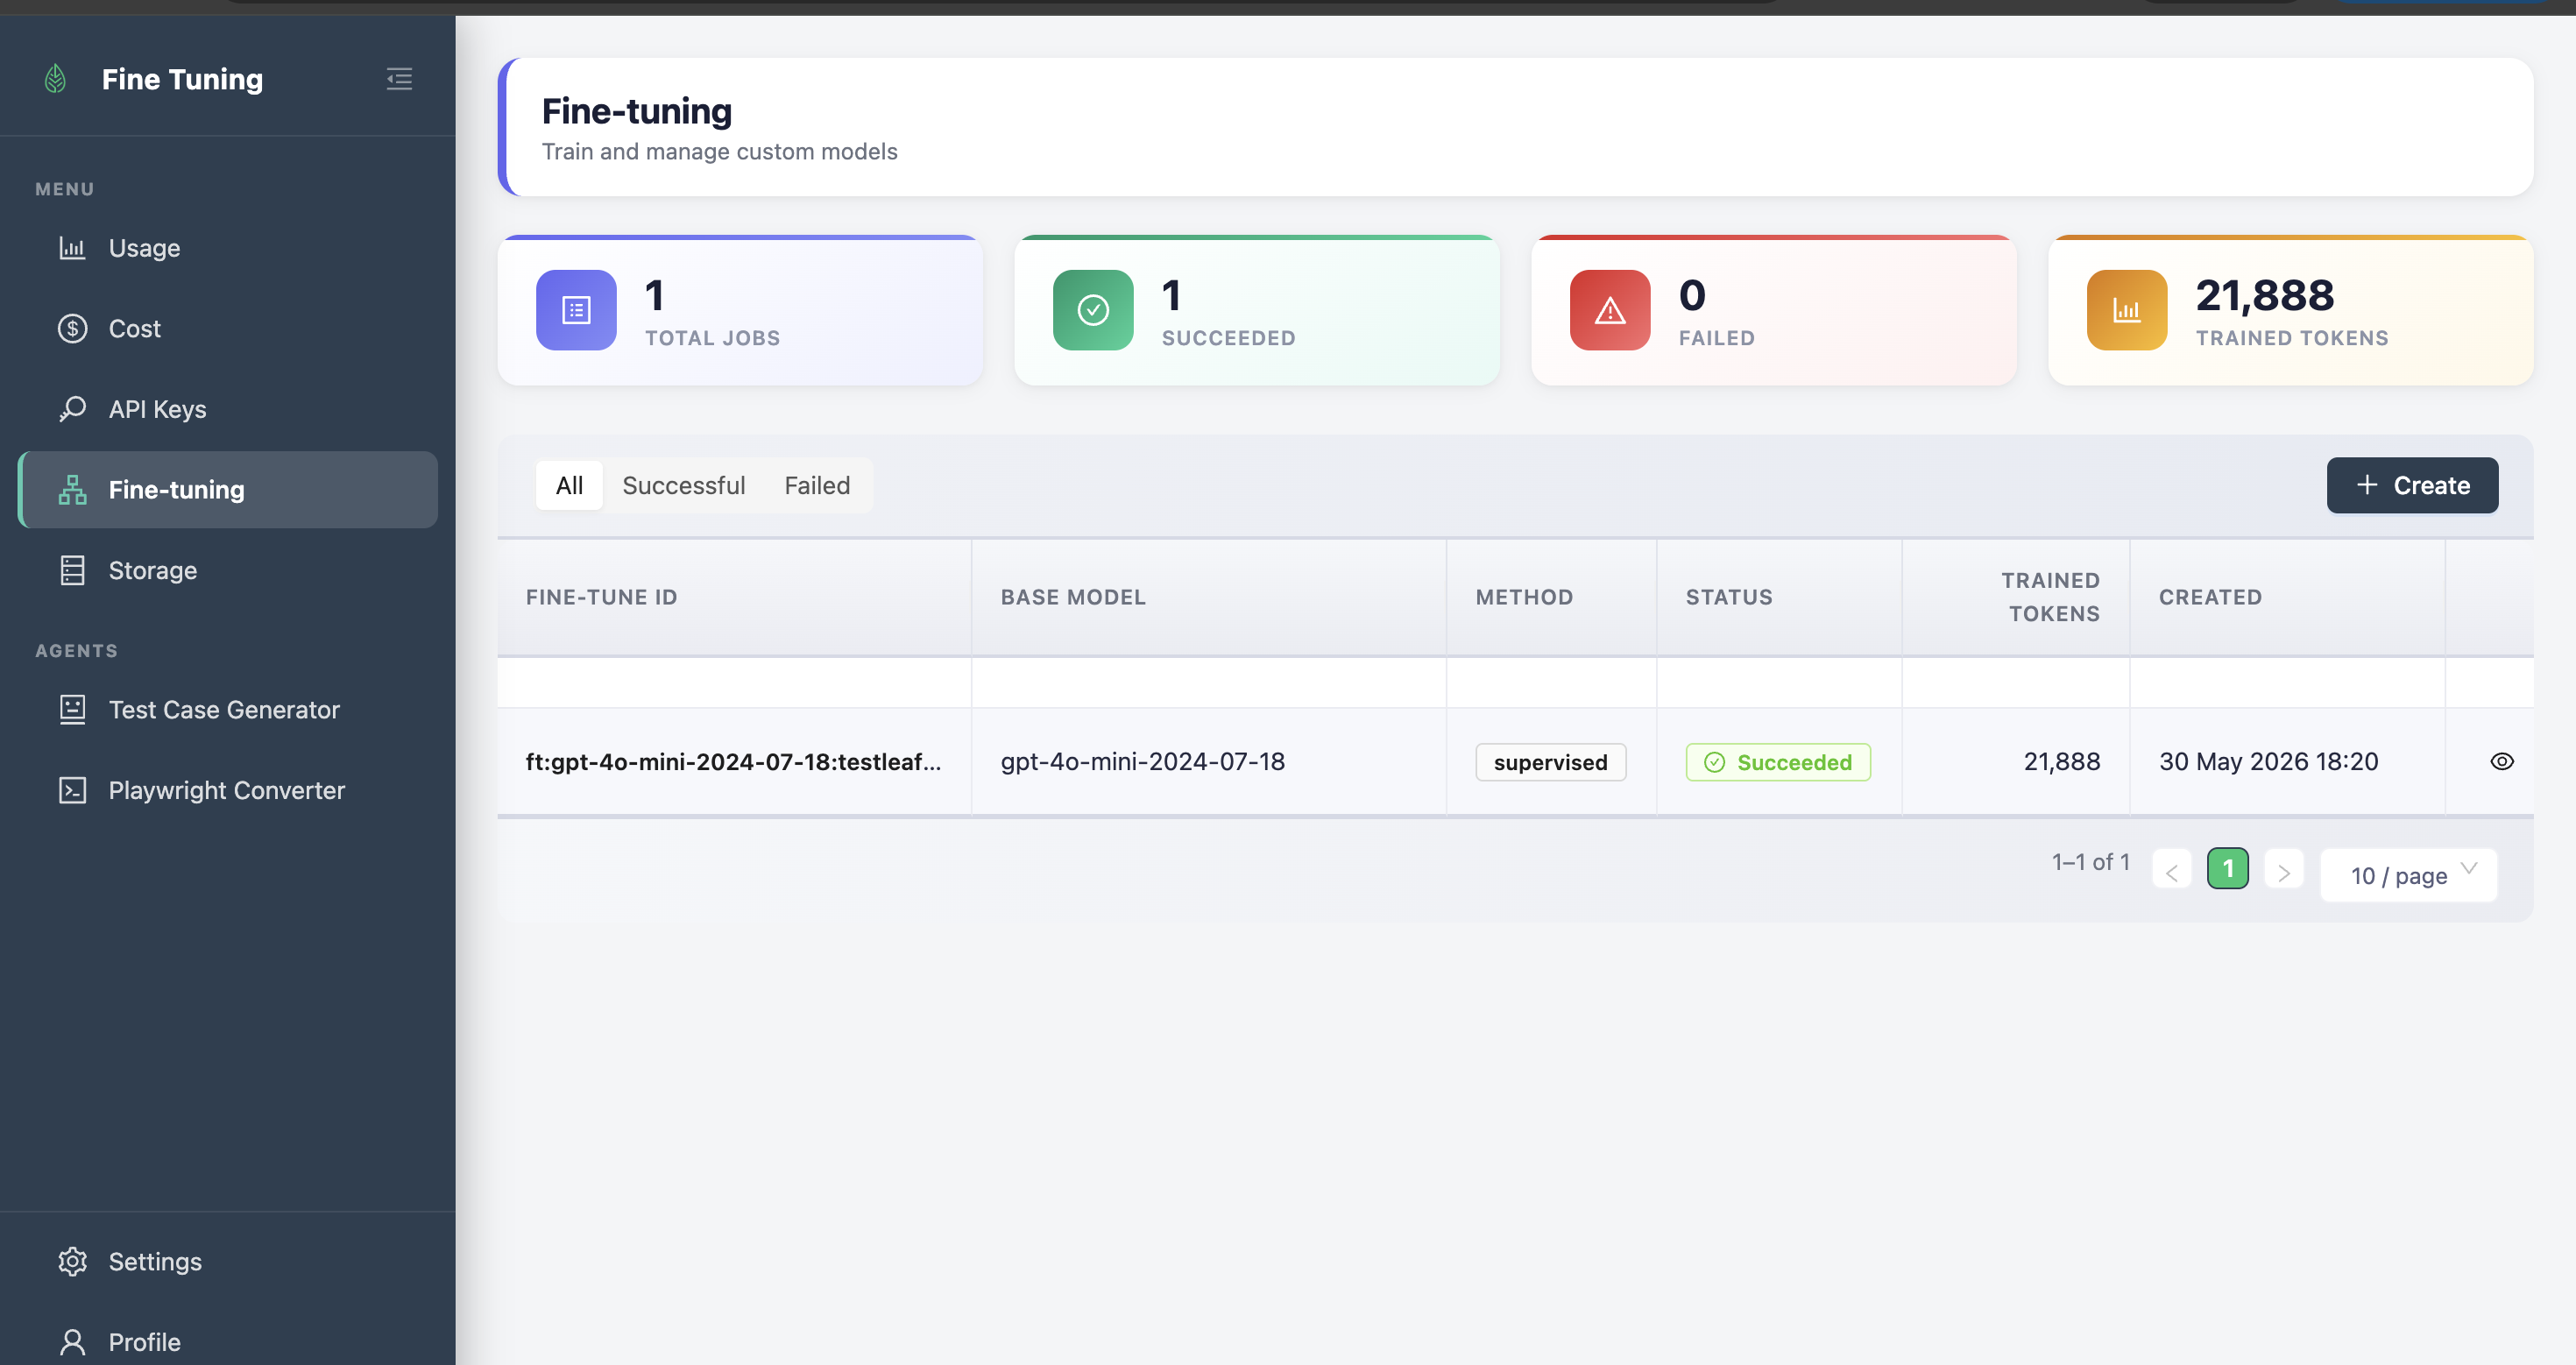 Fine Tuning
MENU
Usage
Cost
API Keys
Fine-tuning
Storage
AGENTS
Test Case Generator
Playwright Converter
Settings
Profile
Fine-tuning
Train and manage custom models
1
TOTAL JOBS
1
SUCCEEDED
0
FAILED
21,888
TRAINED TOKENS
All Successful Failed
+ Create
FINE-TUNE ID BASE MODEL METHOD STATUS TRAINED TOKENS CREATED
ft:gpt-4o-mini-2024-07-18:testleaf... gpt-4o-mini-2024-07-18 supervised Succeeded 21,888 30 May 2026 18:20
1–1 of 1 < 1 > 10 / page